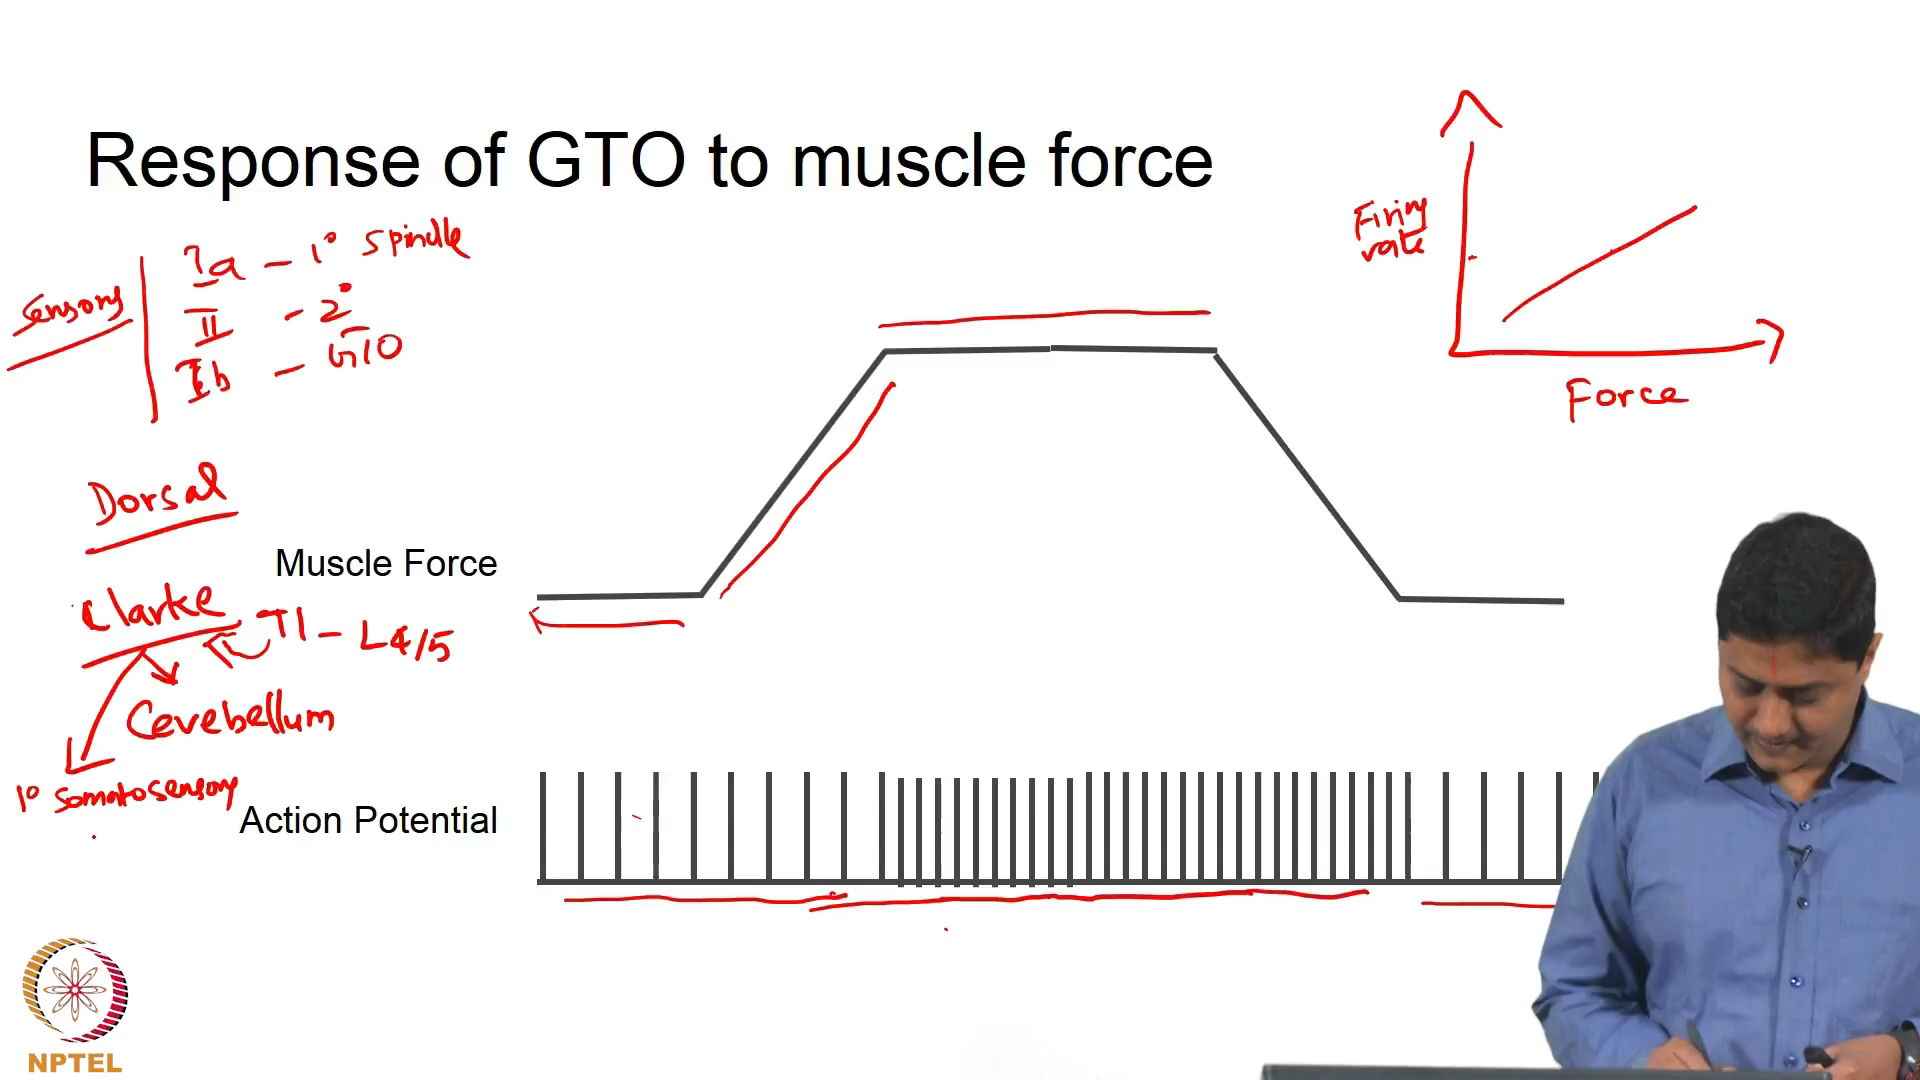 Response of GTO to muscle force
Sensory
Ia - 1° Spindle
II - 2°
Ib - GTO
Dorsal
Clarke T1 - L4/5
Cerebellum
1° Somatosensory
Muscle Force
Action Potential
Firing
rate
Force
NPTEL